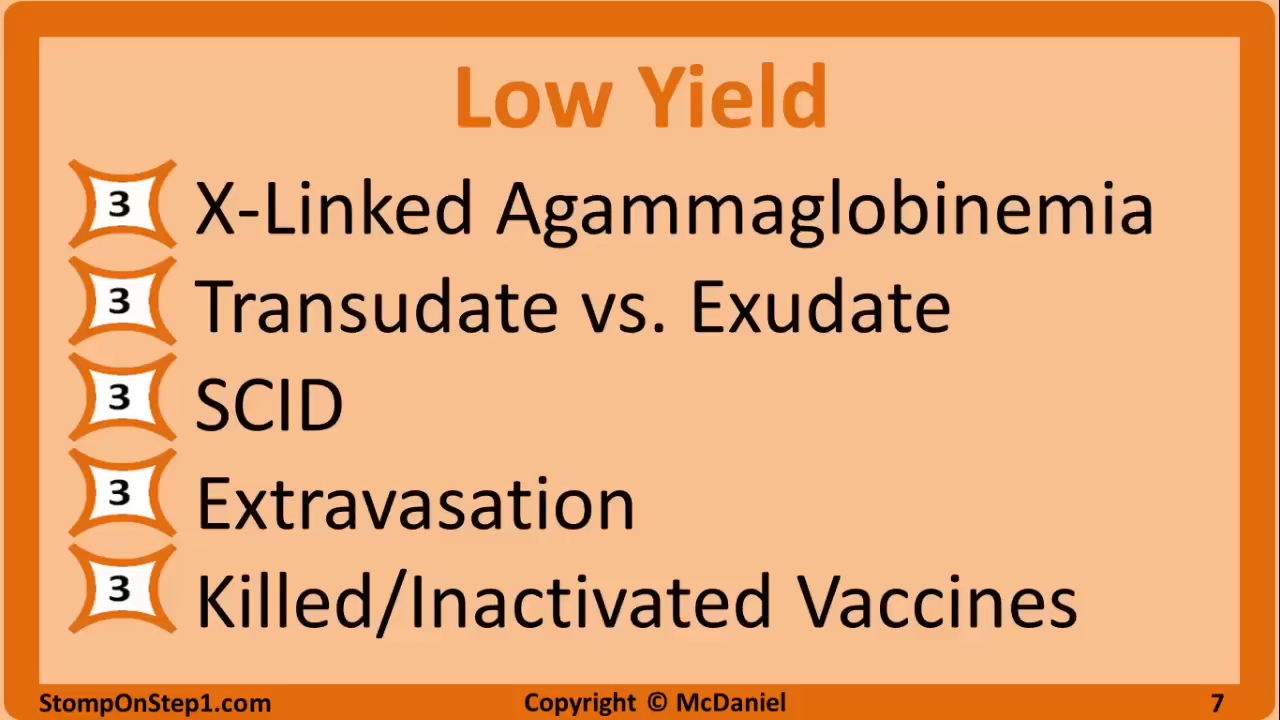 Low Yield
3 X-Linked Agammaglobinemia
3 Transudate vs. Exudate
3 SCID
3 Extravasation
3 Killed/Inactivated Vaccines
StompOnStep1.com Copyright © McDaniel 7